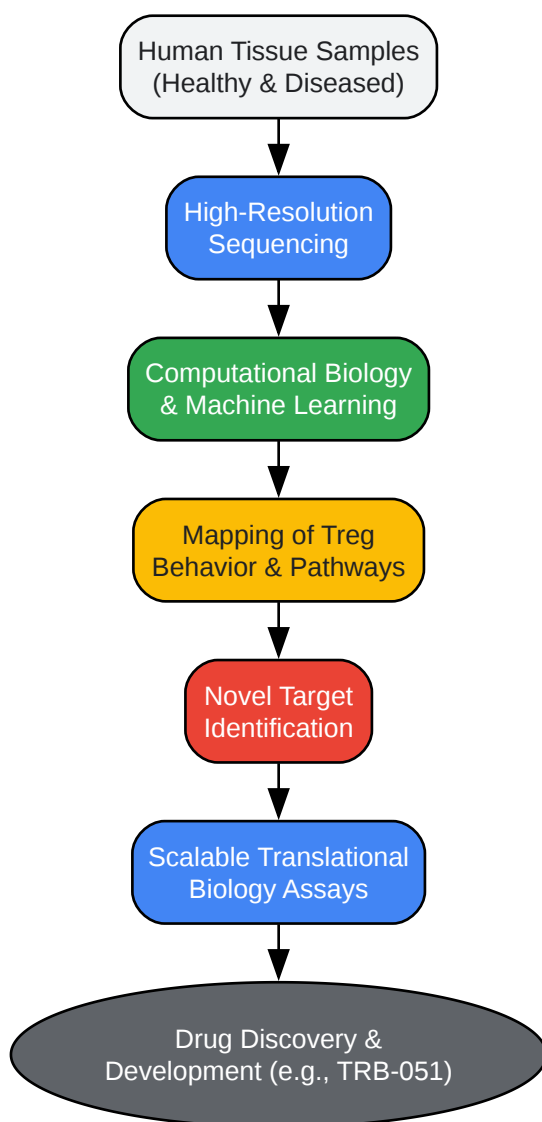 Human Tissue Samples
(Healthy & Diseased)
High-Resolution
Sequencing
Computational Biology
& Machine Learning
Mapping of Treg
Behavior & Pathways
Novel Target
Identification
Scalable Translational
Biology Assays
Drug Discovery &
Development (e.g., TRB-051)